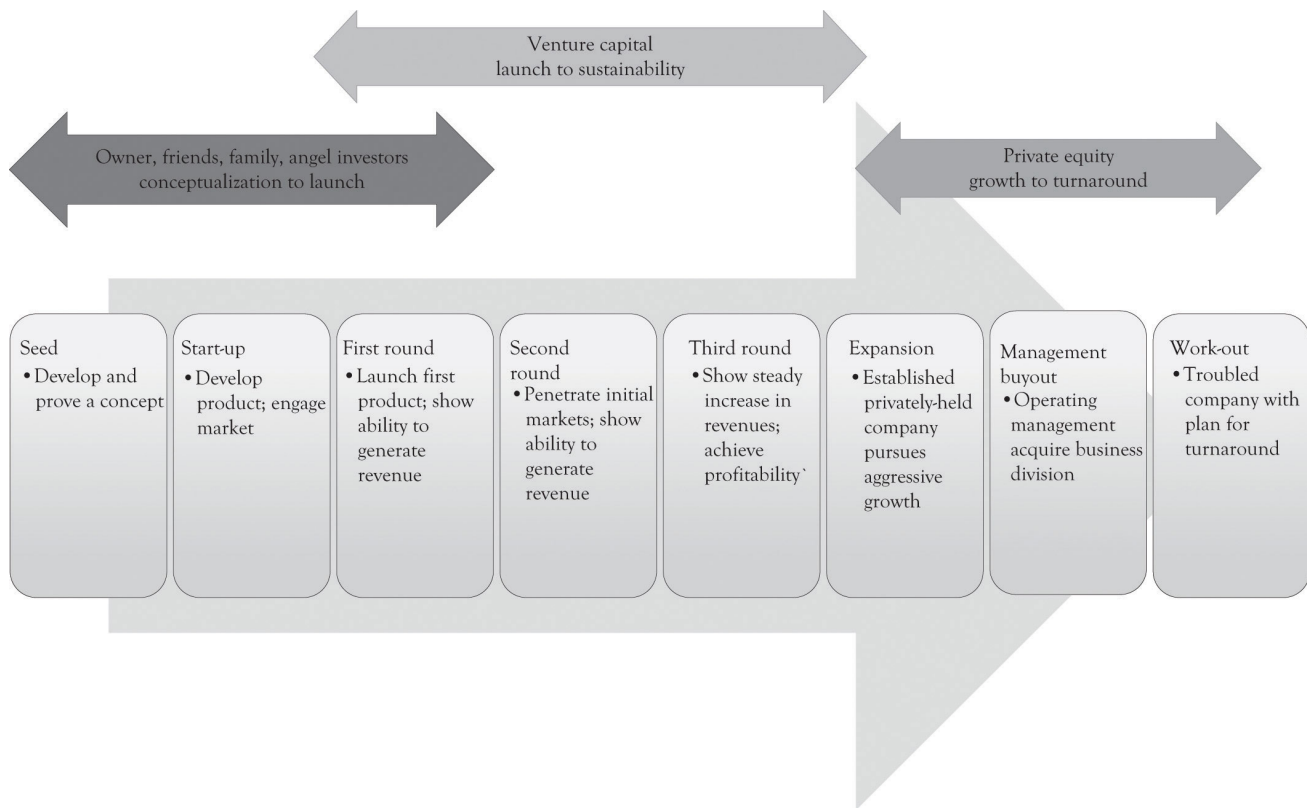 Venture capital
launch to sustainability
Owner, friends, family, angel investors
conceptualization to launch
Private equity
growth to turnaround
Seed
• Develop and
prove a concept
Start-up
• Develop
product; engage
market
First round
• Launch first
product; show
ability to
generate
revenue
Second
round
• Penetrate initial
markets; show
ability to
generate
revenue
Third round
• Show steady
increase in
revenues;
achieve
profitability`
Expansion
• Established
privately-held
company
pursues
aggressive
growth
Management
buyout
• Operating
management
acquire business
division
Work-out
• Troubled
company with
plan for
turnaround